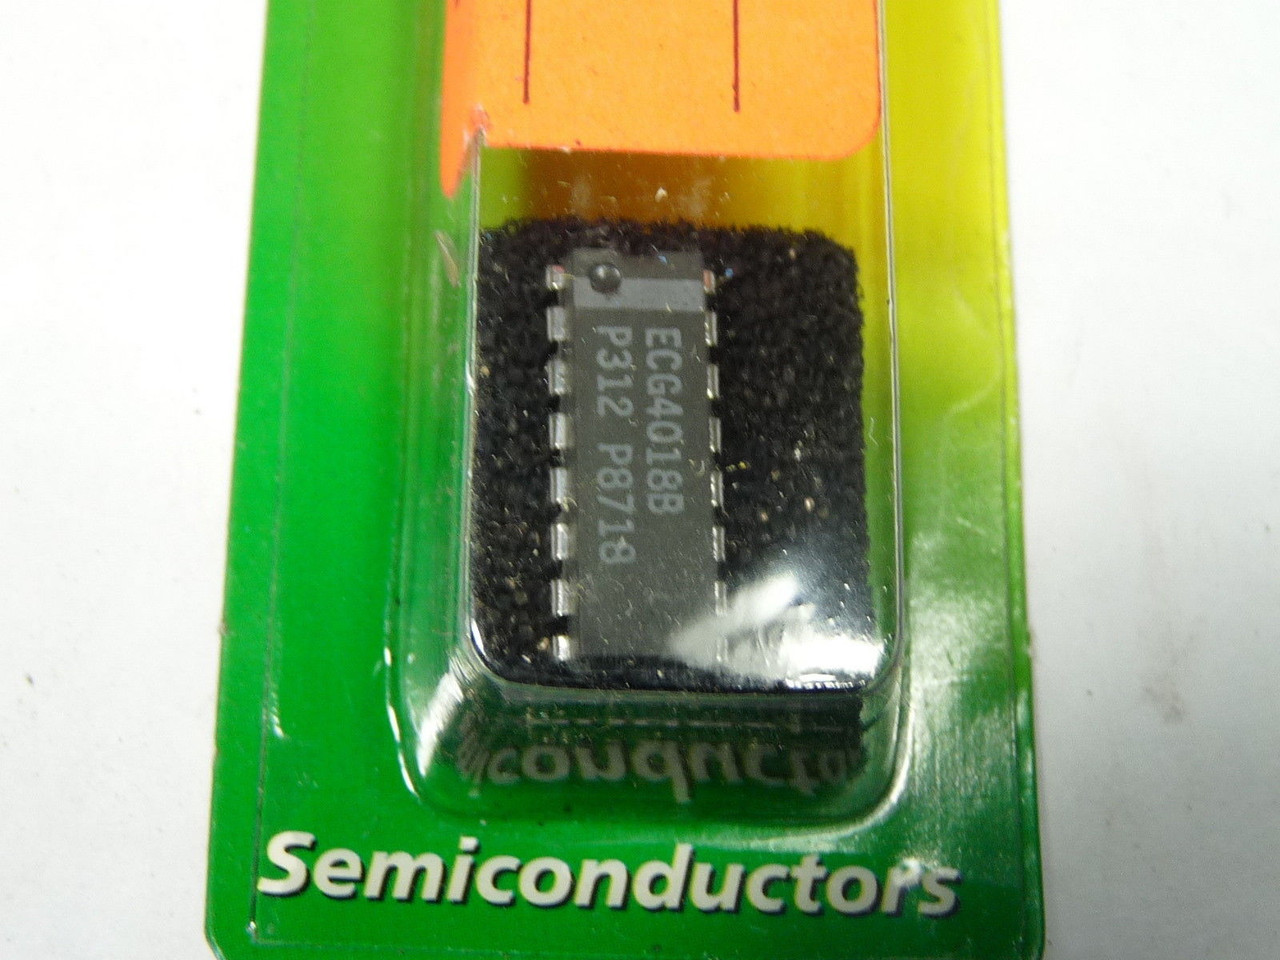 ECG4018B
P312 P8718
Semiconductors